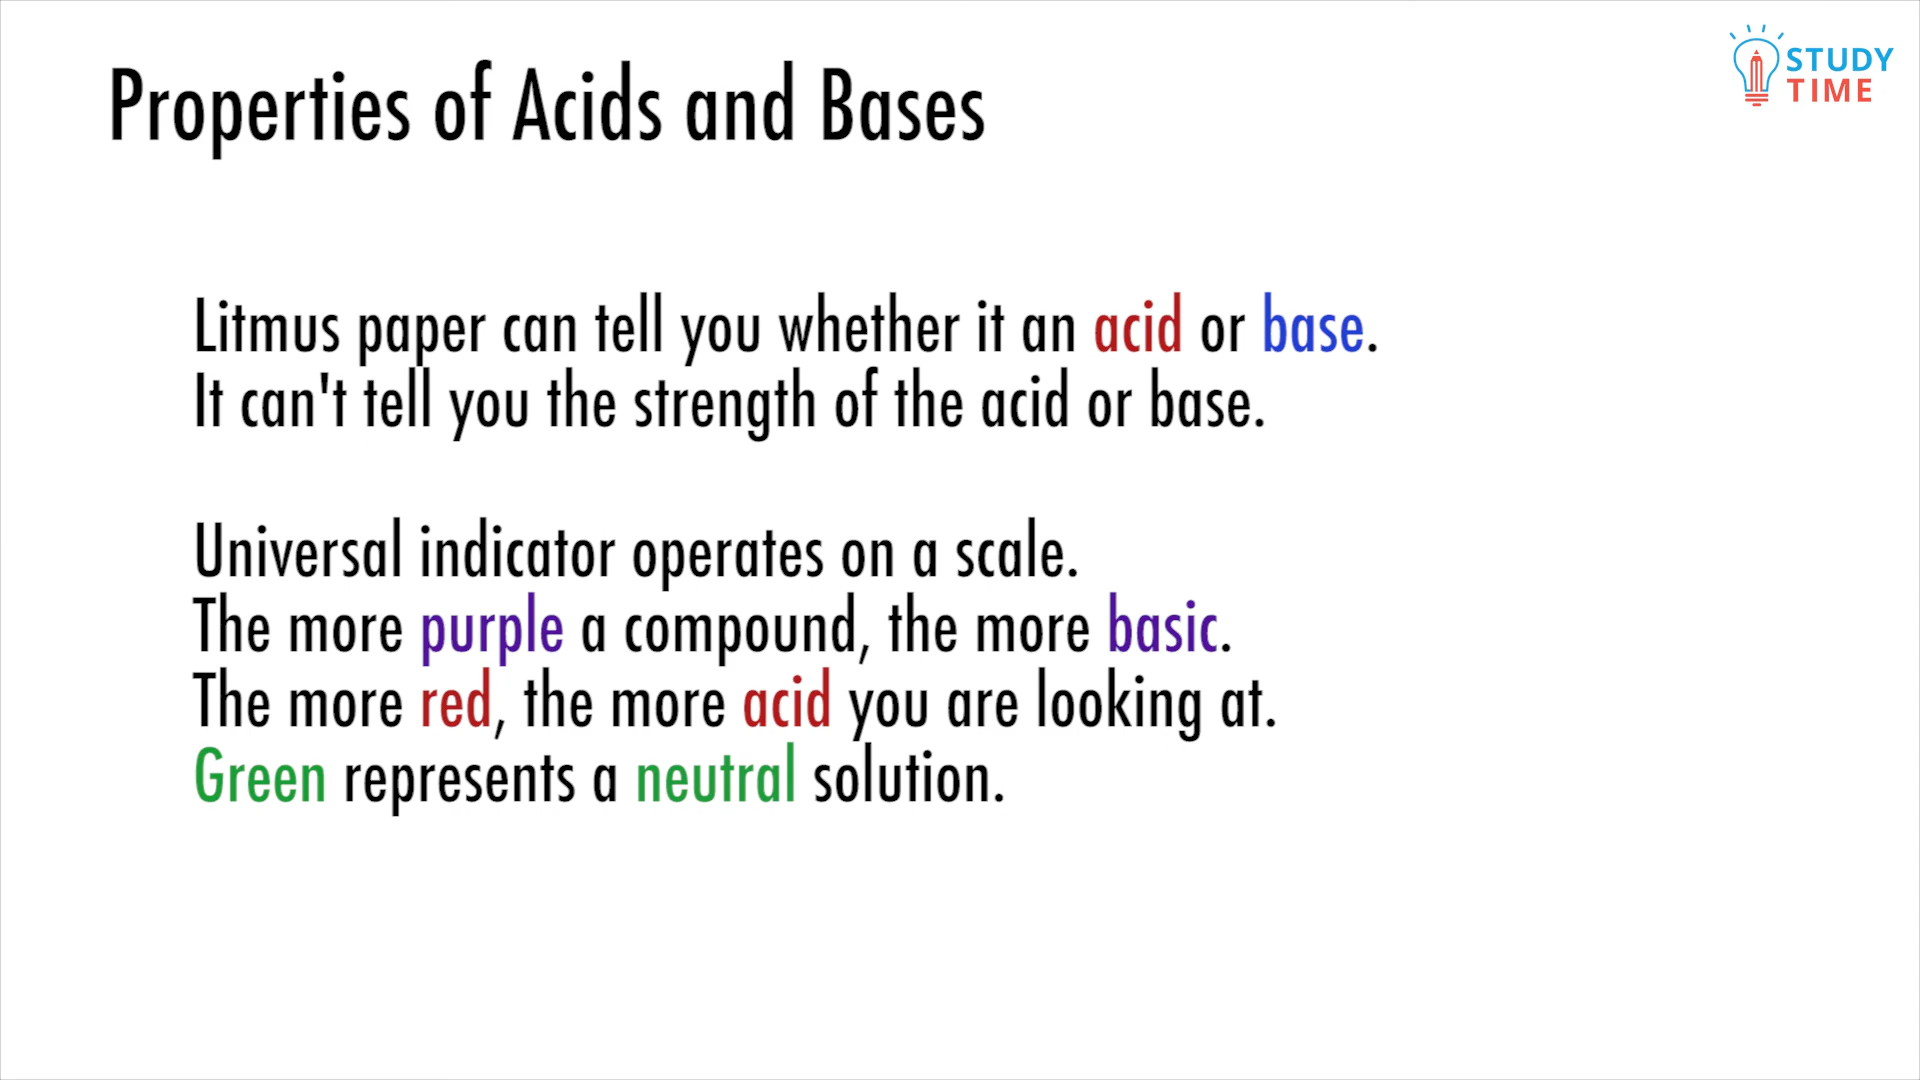 Properties of Acids and Bases
STUDY
TIME
Litmus paper can tell you whether it an acid or base.
It can't tell you the strength of the acid or base.
Universal indicator operates on a scale.
The more purple a compound, the more basic.
The more red, the more acid you are looking at.
Green represents a neutral solution.